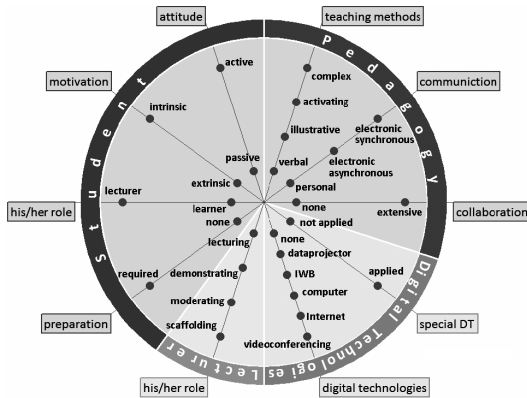 attitude
teaching methods
motivation
communiction
his/her role
collaboration
preparation
special DT
his/her role
digital technologies
Student
Pedagogy
Digital Technologies
Lecturer
active
passive
intrinsic
extrinsic
lecturer
learner
none
required
complex
activating
illustrative
verbal
electronic
synchronous
electronic
asynchronous
personal
none
extensive
not applied
applied
none
dataprojector
IWB
computer
Internet
videoconferencing
lecturing
demonstrating
moderating
scaffolding